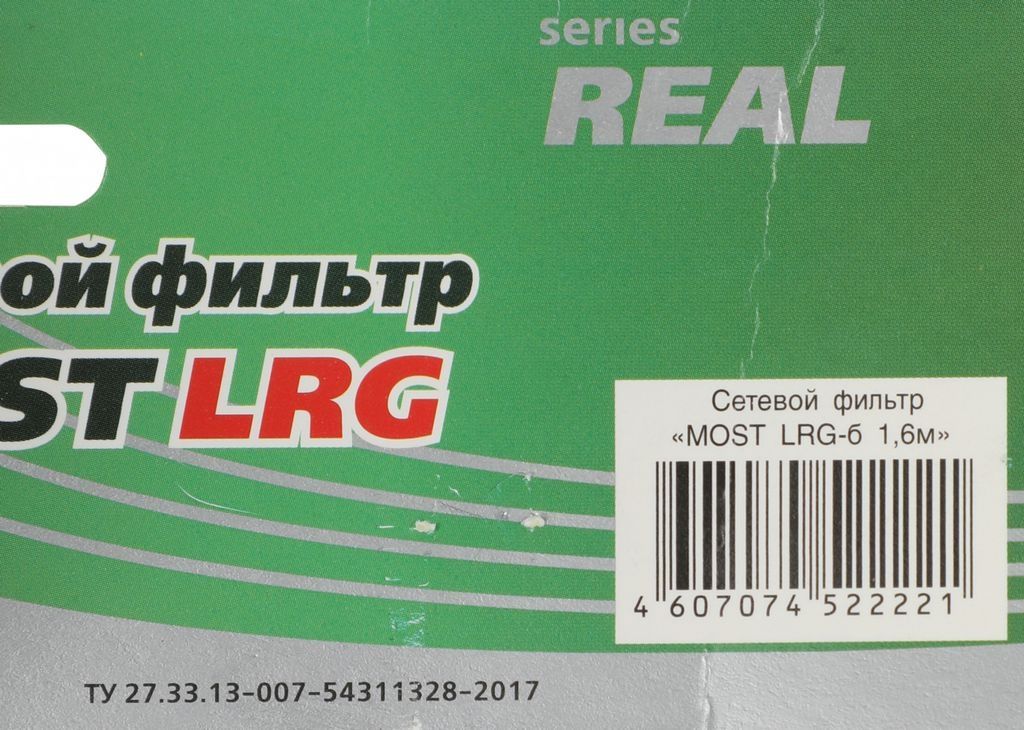 series
REAL
ой фильтр
ST LRG
Сетевой фильтр
«MOST LRG-б 1,6м»
4 607074 522221
ТУ 27.33.13-007-54311328-2017